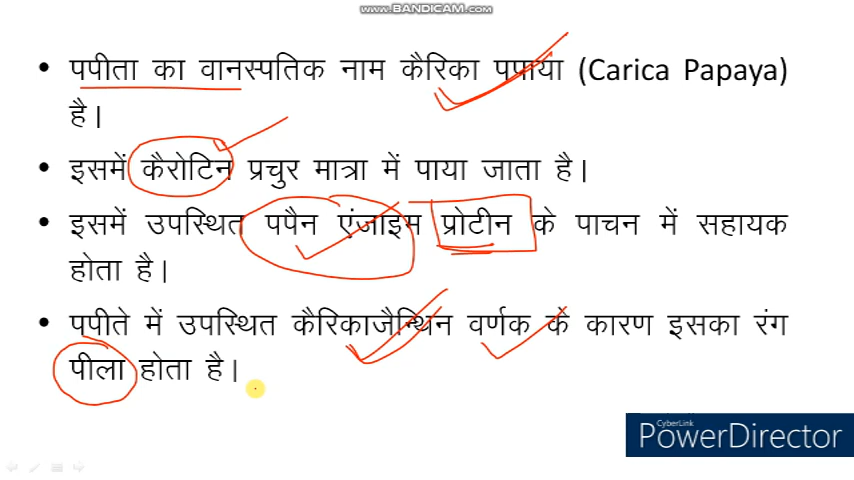 www.BANDICAM.com
• पपीता का वानस्पतिक नाम कैरिका पपाया (Carica Papaya)
है।
• इसमें कैरोटिन प्रचुर मात्रा में पाया जाता है।
• इसमें उपस्थित पपैन एंजाइम प्रोटीन के पाचन में सहायक
होता है।
• पपीते में उपस्थित कैरिकाजैन्थिन वर्णक के कारण इसका रंग
पीला होता है।
CyberLink
PowerDirector